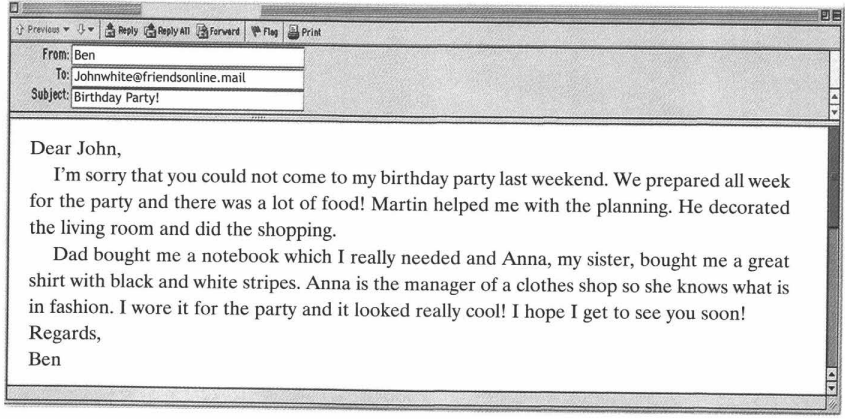 Previous Reply Reply All Forward Flag Print
From: Ben
To: Johnwhite@friendsonline.mail
Subject: Birthday Party!
Dear John,
I'm sorry that you could not come to my birthday party last weekend. We prepared all week
for the party and there was a lot of food! Martin helped me with the planning. He decorated
the living room and did the shopping.
Dad bought me a notebook which I really needed and Anna, my sister, bought me a great
shirt with black and white stripes. Anna is the manager of a clothes shop so she knows what is
in fashion. I wore it for the party and it looked really cool! I hope I get to see you soon!
Regards,
Ben